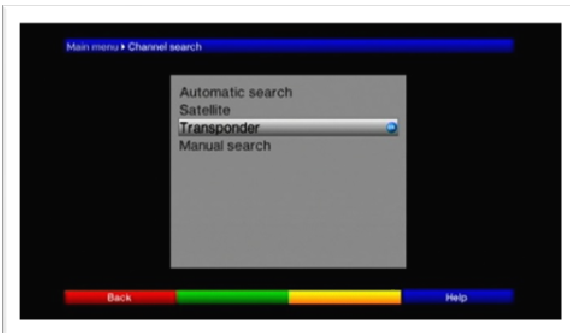 Main menu ▸ Channel search
Automatic search
Satellite
Transponder
Manual search
Back
Help